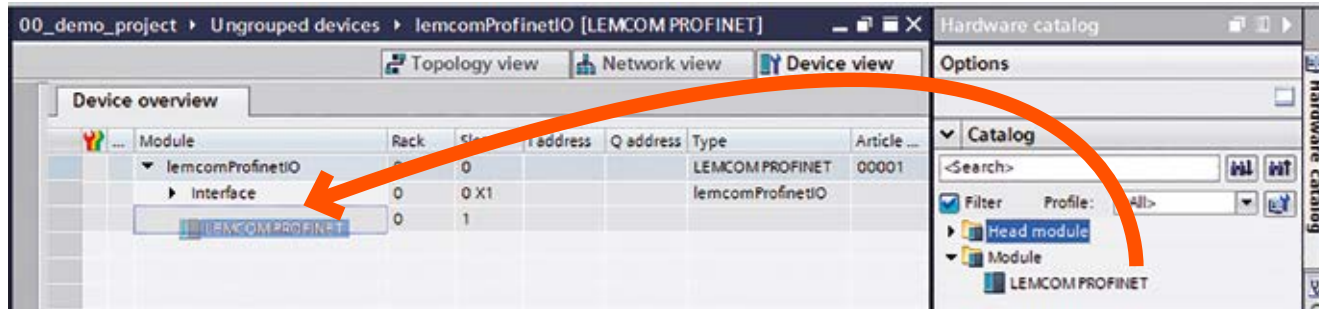 00_demo_project ▸ Ungrouped devices ▸ lemcomProfinetIO [LEMCOM PROFINET]
Hardware catalog
Topology view
Network view
Device view
Options
Device overview
... Module Rack Q address Type Article ...
Catalog
lemcomProfinetIO 0 LEMCOM PROFINET 00001
<Search>
Interface 0 0 X1 lemcomProfinetIO
Filter Profile:
LEMCOM PROFINET 0 1
Head module
Module
LEMCOM PROFINET
Hardware catalog